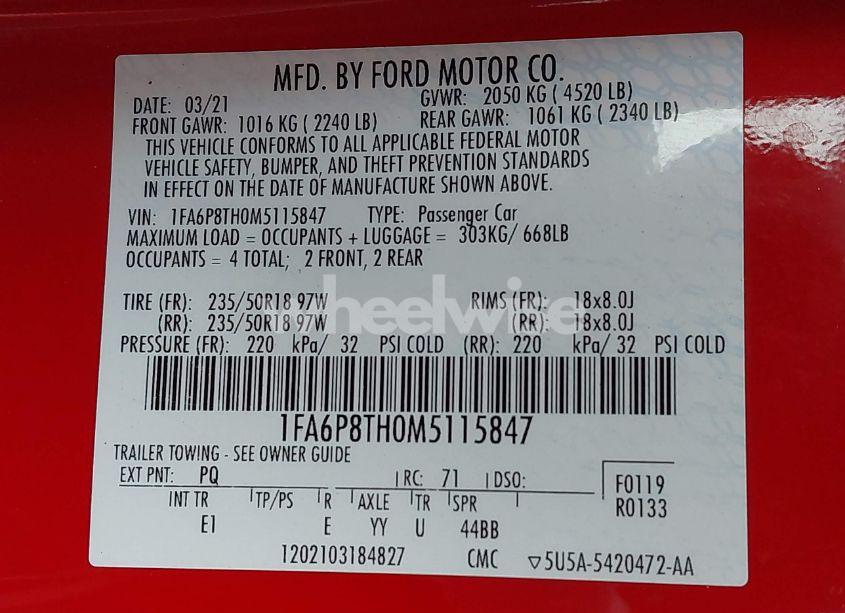 MFD. BY FORD MOTOR CO.
DATE: 03/21 GVWR: 2050 KG ( 4520 LB)
FRONT GAWR: 1016 KG ( 2240 LB) REAR GAWR: 1061 KG ( 2340 LB)
THIS VEHICLE CONFORMS TO ALL APPLICABLE FEDERAL MOTOR
VEHICLE SAFETY, BUMPER, AND THEFT PREVENTION STANDARDS
IN EFFECT ON THE DATE OF MANUFACTURE SHOWN ABOVE.
VIN: 1FA6P8TH0M5115847 TYPE: Passenger Car
MAXIMUM LOAD = OCCUPANTS + LUGGAGE = 303KG/ 668LB
OCCUPANTS = 4 TOTAL; 2 FRONT, 2 REAR
TIRE (FR): 235/50R18 97W RIMS (FR): 18x8.0J
(RR): 235/50R18 97W (RR): 18x8.0J
heelwire
PRESSURE (FR): 220 kPa/ 32 PSI COLD (RR): 220 kPa/ 32 PSI COLD
1FA6P8TH0M5115847
TRAILER TOWING - SEE OWNER GUIDE
EXT PNT: PQ RC: 71 DSO: F0119
INT TR TP/PS R AXLE TR SPR R0133
E1 E YY U 44BB
1202103184827 CMC ▽5U5A-5420472-AA